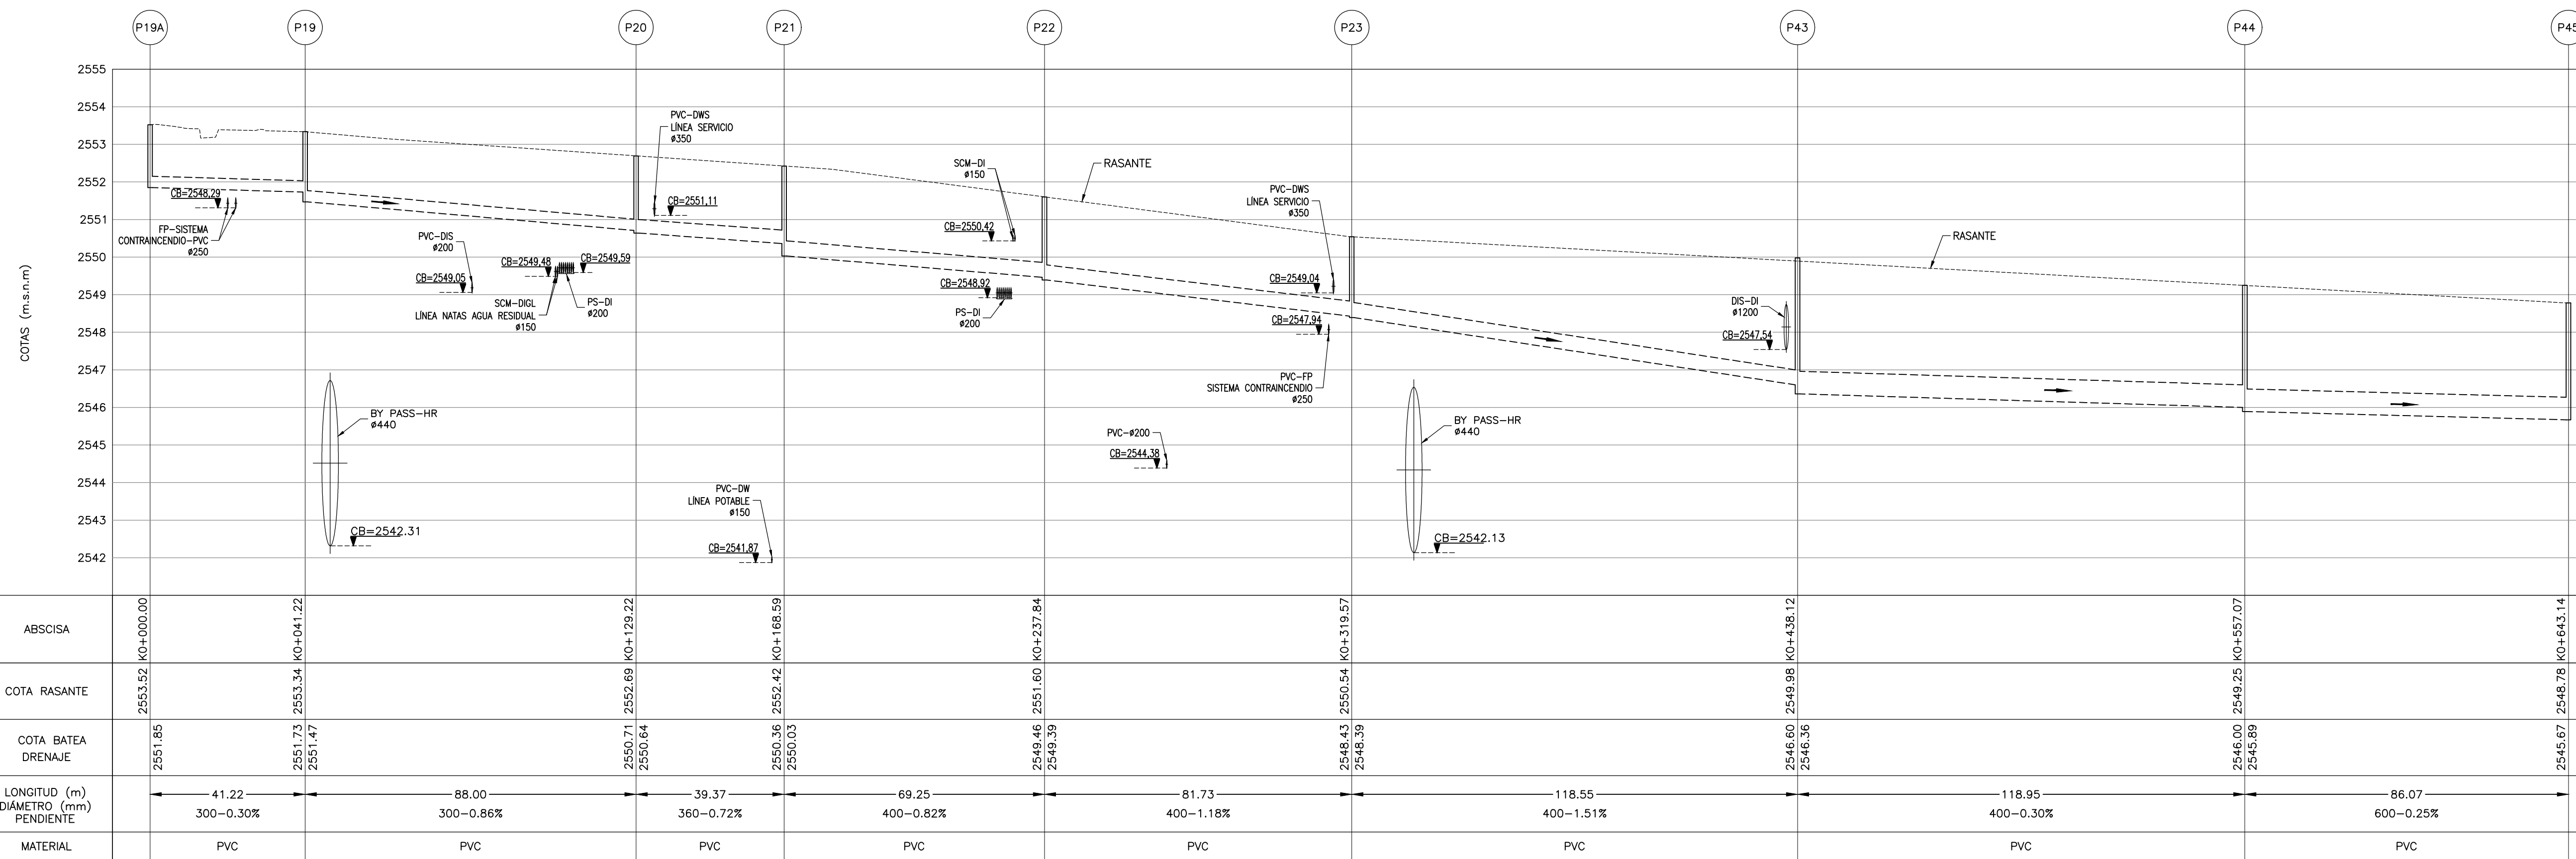 P19A
P19
P20
P21
P22
P23
P43
P44
P45
COTAS (m.s.n.m)
2555
2554
2553
2552
2551
2550
2549
2548
2547
2546
2545
2544
2543
2542
CB=2548,29
FP-SISTEMA
CONTRAINCENDIO-PVC
ø250
BY PASS-HR
ø440
CB=2542.31
PVC-DIS
ø200
CB=2549,05
CB=2549,48
SCM-DIGL
LÍNEA NATAS AGUA RESIDUAL
ø150
CB=2549,59
PS-DI
ø200
PVC-DWS
LÍNEA SERVICIO
ø350
CB=2551,11
PVC-DW
LÍNEA POTABLE
ø150
CB=2541,87
SCM-DI
ø150
CB=2550,42
CB=2548,92
PS-DI
ø200
RASANTE
PVC-ø200
CB=2544,38
PVC-DWS
LÍNEA SERVICIO
ø350
CB=2549,04
CB=2547,94
PVC-FP
SISTEMA CONTRAINCENDIO
ø250
BY PASS-HR
ø440
CB=2542.13
DIS-DI
ø1200
CB=2547,54
RASANTE
ABSCISA
K0+000.00
K0+041.22
K0+129.22
K0+168.59
K0+237.84
K0+319.57
K0+438.12
K0+557.07
K0+643.14
COTA RASANTE
2553.52
2553.34
2552.69
2552.42
2551.60
2550.54
2549.98
2549.25
2548.78
COTA BATEA
DRENAJE
2551.85
2551.73
2551.47
2550.71
2550.64
2550.36
2550.03
2549.46
2549.39
2548.43
2548.39
2546.60
2546.36
2546.00
2545.89
2545.67
LONGITUD (m)
DIÁMETRO (mm)
PENDIENTE
41.22
300-0.30%
88.00
300-0.86%
39.37
360-0.72%
69.25
400-0.82%
81.73
400-1.18%
118.55
400-1.51%
118.95
400-0.30%
86.07
600-0.25%
MATERIAL
PVC
PVC
PVC
PVC
PVC
PVC
PVC
PVC